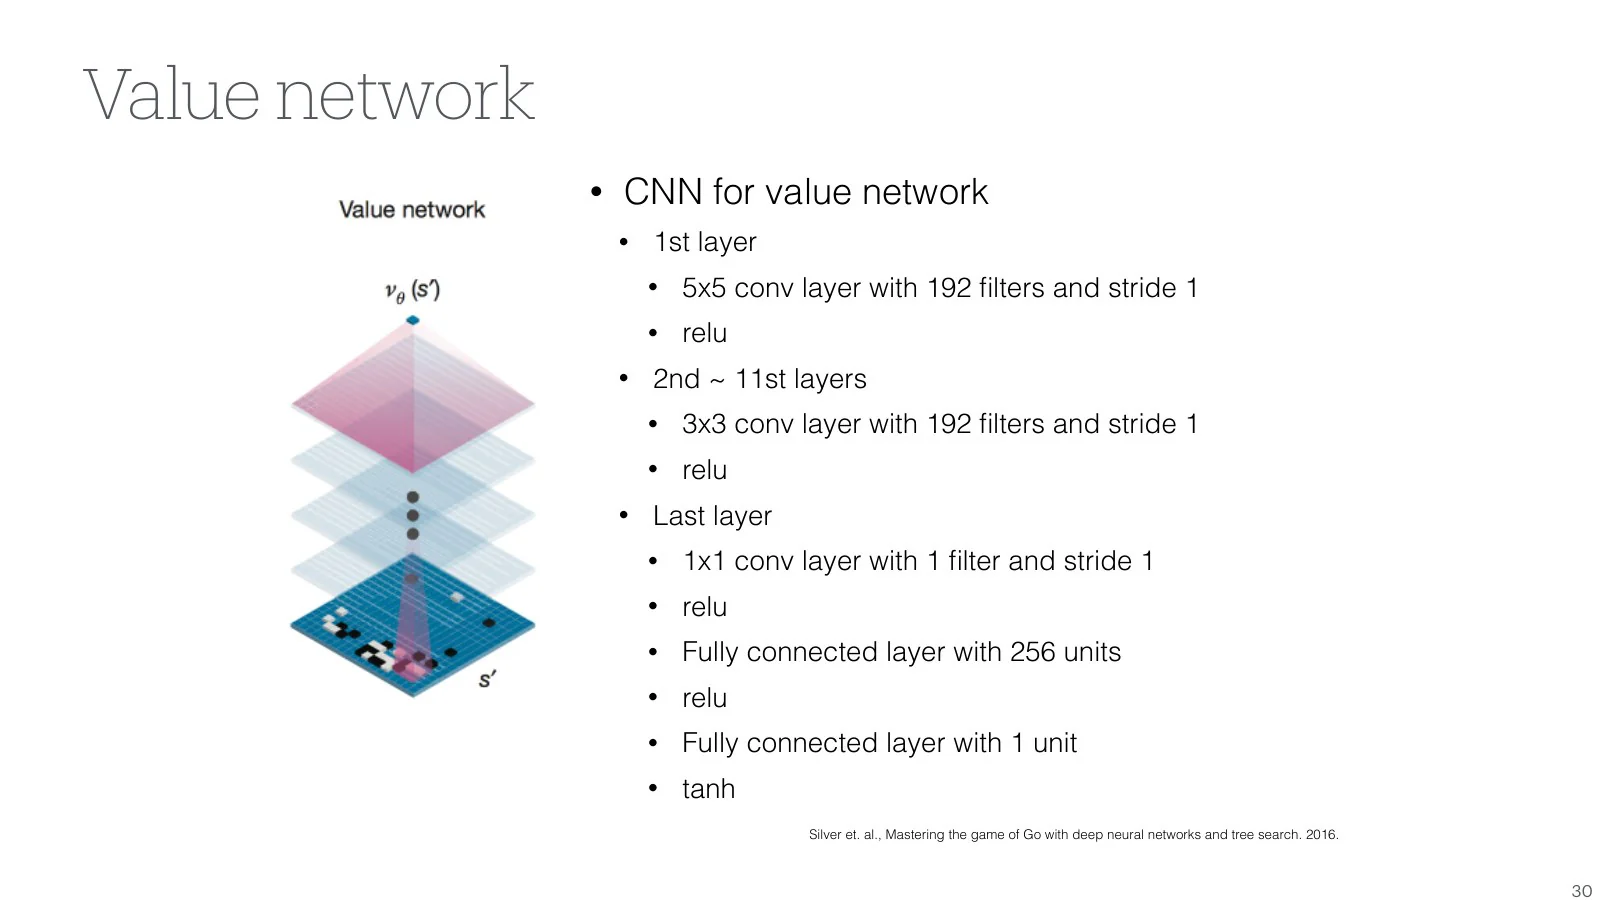 Value network
Value network
νθ (s′)
s′
• CNN for value network
• 1st layer
• 5x5 conv layer with 192 filters and stride 1
• relu
• 2nd ~ 11st layers
• 3x3 conv layer with 192 filters and stride 1
• relu
• Last layer
• 1x1 conv layer with 1 filter and stride 1
• relu
• Fully connected layer with 256 units
• relu
• Fully connected layer with 1 unit
• tanh
Silver et. al., Mastering the game of Go with deep neural networks and tree search. 2016.
30